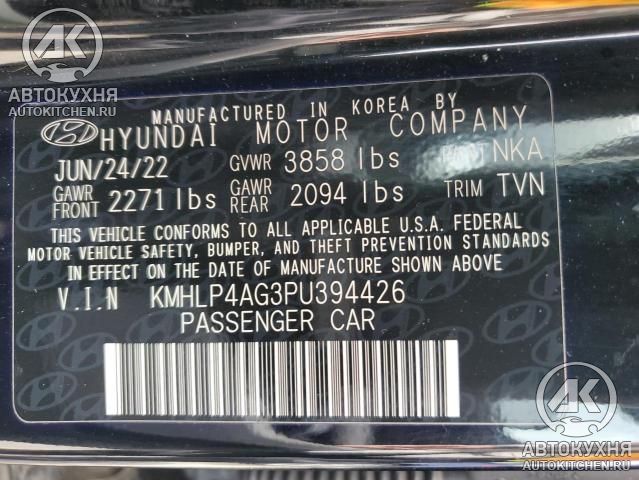 АК
АВТОКУХНЯ
AUTOKITCHEN.RU
MANUFACTURED IN KOREA BY
HYUNDAI MOTOR COMPANY
JUN/24/22 GVWR 3858 lbs NKA
GAWR FRONT 2271 lbs GAWR REAR 2094 lbs TRIM TVN
THIS VEHICLE CONFORMS TO ALL APPLICABLE U.S.A. FEDERAL
MOTOR VEHICLE SAFETY, BUMPER, AND THEFT PREVENTION STANDARDS
IN EFFECT ON THE DATE OF MANUFACTURE SHOWN ABOVE.
V.I.N KMHLP4AG3PU394426
PASSENGER CAR
АК
АВТОКУХНЯ
AUTOKITCHEN.RU